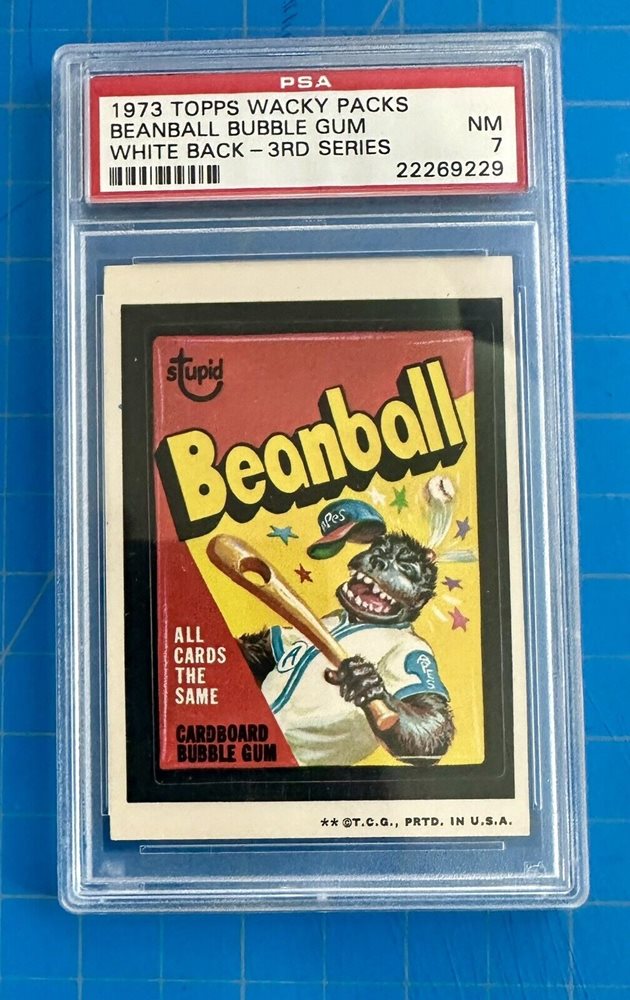 PSA
1973 TOPPS WACKY PACKS
BEANBALL BUBBLE GUM
NM
WHITE BACK – 3RD SERIES
7
22269229
stupid
Beanball
APES
A
APES
ALL
CARDS
THE
SAME
CARDBOARD
BUBBLE GUM
** ©T.C.G., PRTD. IN U.S.A.